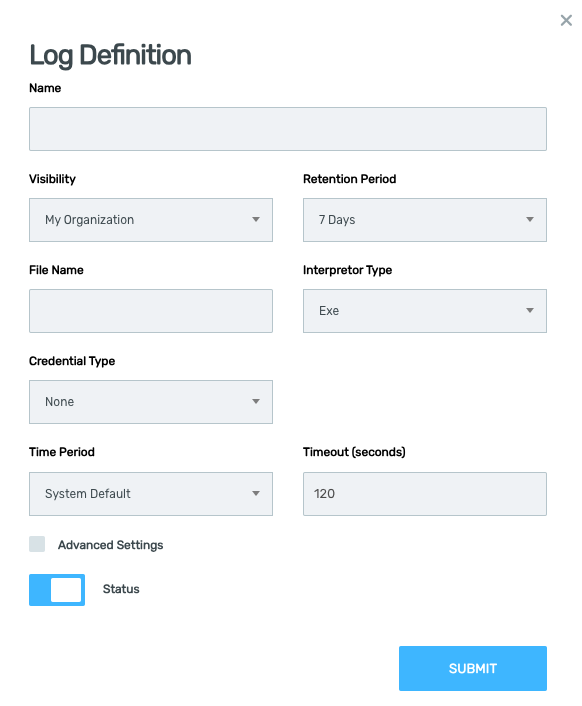 Log Definition
Name
Visibility
Retention Period
My Organization
7 Days
File Name
Interpretor Type
Exe
Credential Type
None
Time Period
Timeout (seconds)
System Default
120
Advanced Settings
Status
SUBMIT